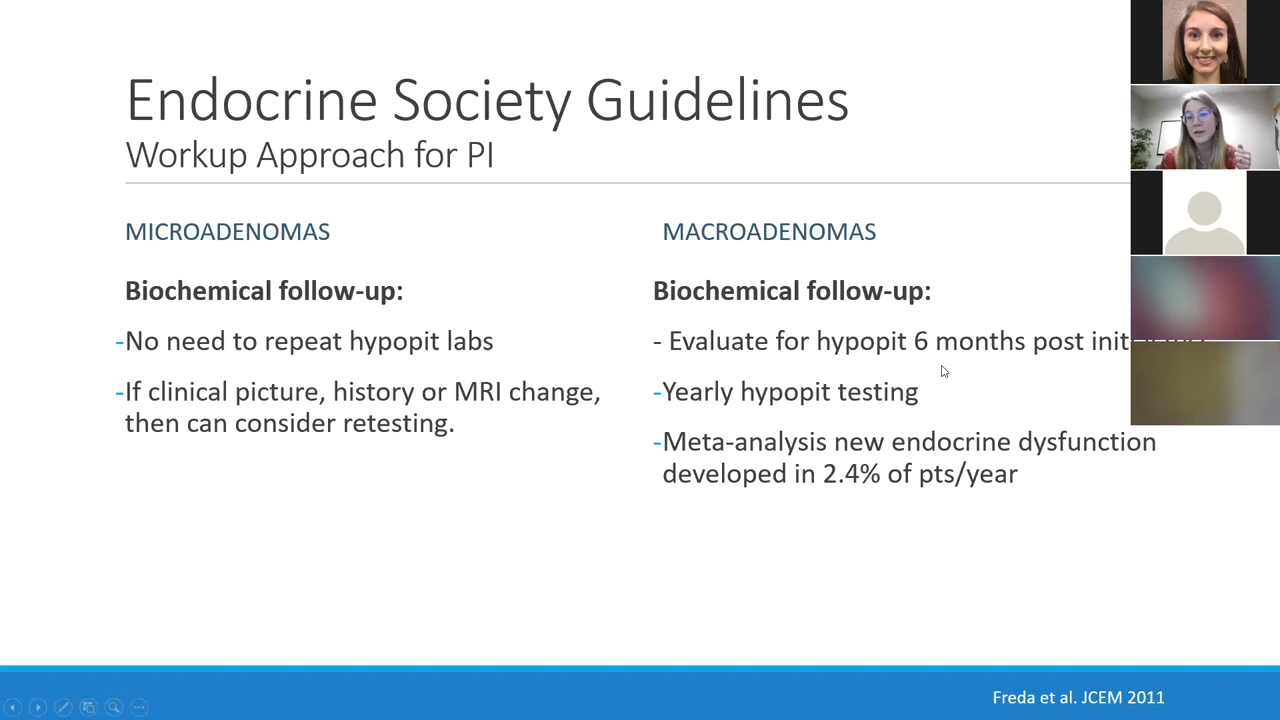 Endocrine Society Guidelines
Workup Approach for PI
MICROADENOMAS
Biochemical follow-up:
-No need to repeat hypopit labs
-If clinical picture, history or MRI change,
then can consider retesting.
MACROADENOMAS
Biochemical follow-up:
- Evaluate for hypopit 6 months post
-Yearly hypopit testing
-Meta-analysis new endocrine dysfunction
developed in 2.4% of pts/year
Freda et al. JCEM 2011